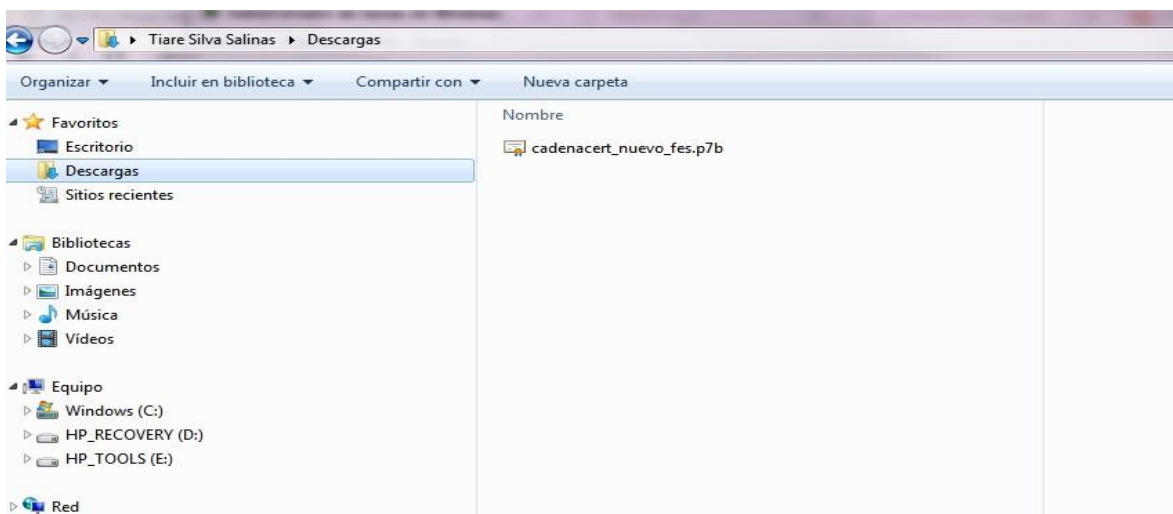 Tiare Silva Salinas ▸ Descargas
Organizar Incluir en biblioteca Compartir con Nueva carpeta
Favoritos
Escritorio
Descargas
Sitios recientes
Bibliotecas
Documentos
Imágenes
Música
Vídeos
Equipo
Windows (C:)
HP_RECOVERY (D:)
HP_TOOLS (E:)
Red
Nombre
cadenacert_nuevo_fes.p7b